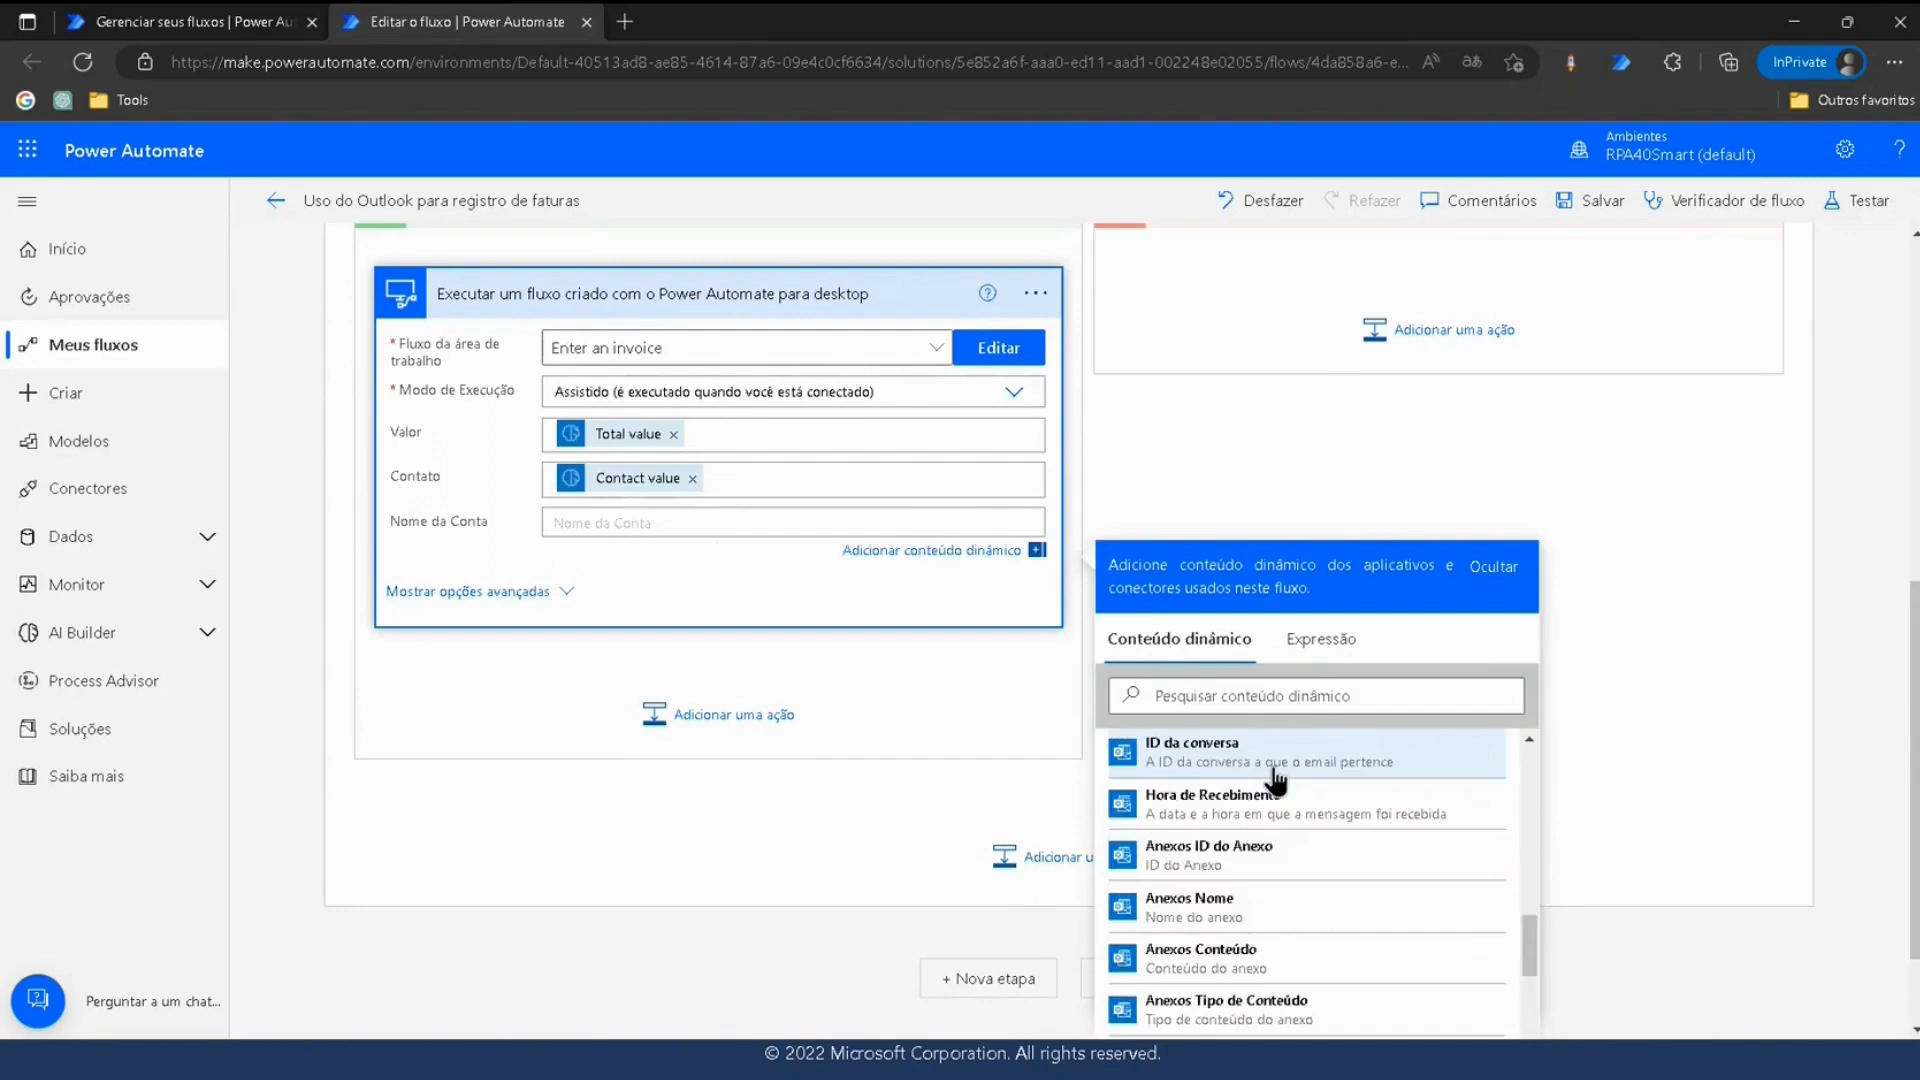 Gerenciar seus fluxos | Power Au
Editar o fluxo | Power Automate
https://make.powerautomate.com/environments/Default-40513ad8-ae85-4614-87a6-09e4c0cf6634/solutions/5e852a6f-aaa0-ed11-aad1-002248e02055/flows/4da858a6-e...
InPrivate
Tools
Outros favoritos
Power Automate
Ambientes
RPA40Smart (default)
Uso do Outlook para registro de faturas
Desfazer
Refazer
Comentários
Salvar
Verificador de fluxo
Testar
Início
Aprovações
Meus fluxos
Criar
Modelos
Conectores
Dados
Monitor
AI Builder
Process Advisor
Soluções
Saiba mais
Perguntar a um chat...
Executar um fluxo criado com o Power Automate para desktop
* Fluxo da área de
trabalho
Enter an invoice
Editar
* Modo de Execução
Assistido (é executado quando você está conectado)
Valor
Total value
Contato
Contact value
Nome da Conta
Nome da Conta
Adicionar conteúdo dinâmico
Mostrar opções avançadas
Adicionar uma ação
Adicionar uma ação
Adicionar u
+ Nova etapa
Adicione conteúdo dinâmico dos aplicativos e
conectores usados neste fluxo.
Ocultar
Conteúdo dinâmico
Expressão
Pesquisar conteúdo dinâmico
ID da conversa
A ID da conversa a que o email pertence
Hora de Recebiment
A data e a hora em que a mensagem foi recebida
Anexos ID do Anexo
ID do Anexo
Anexos Nome
Nome do anexo
Anexos Conteúdo
Conteúdo do anexo
Anexos Tipo de Conteúdo
Tipo de conteúdo do anexo
© 2022 Microsoft Corporation. All rights reserved.